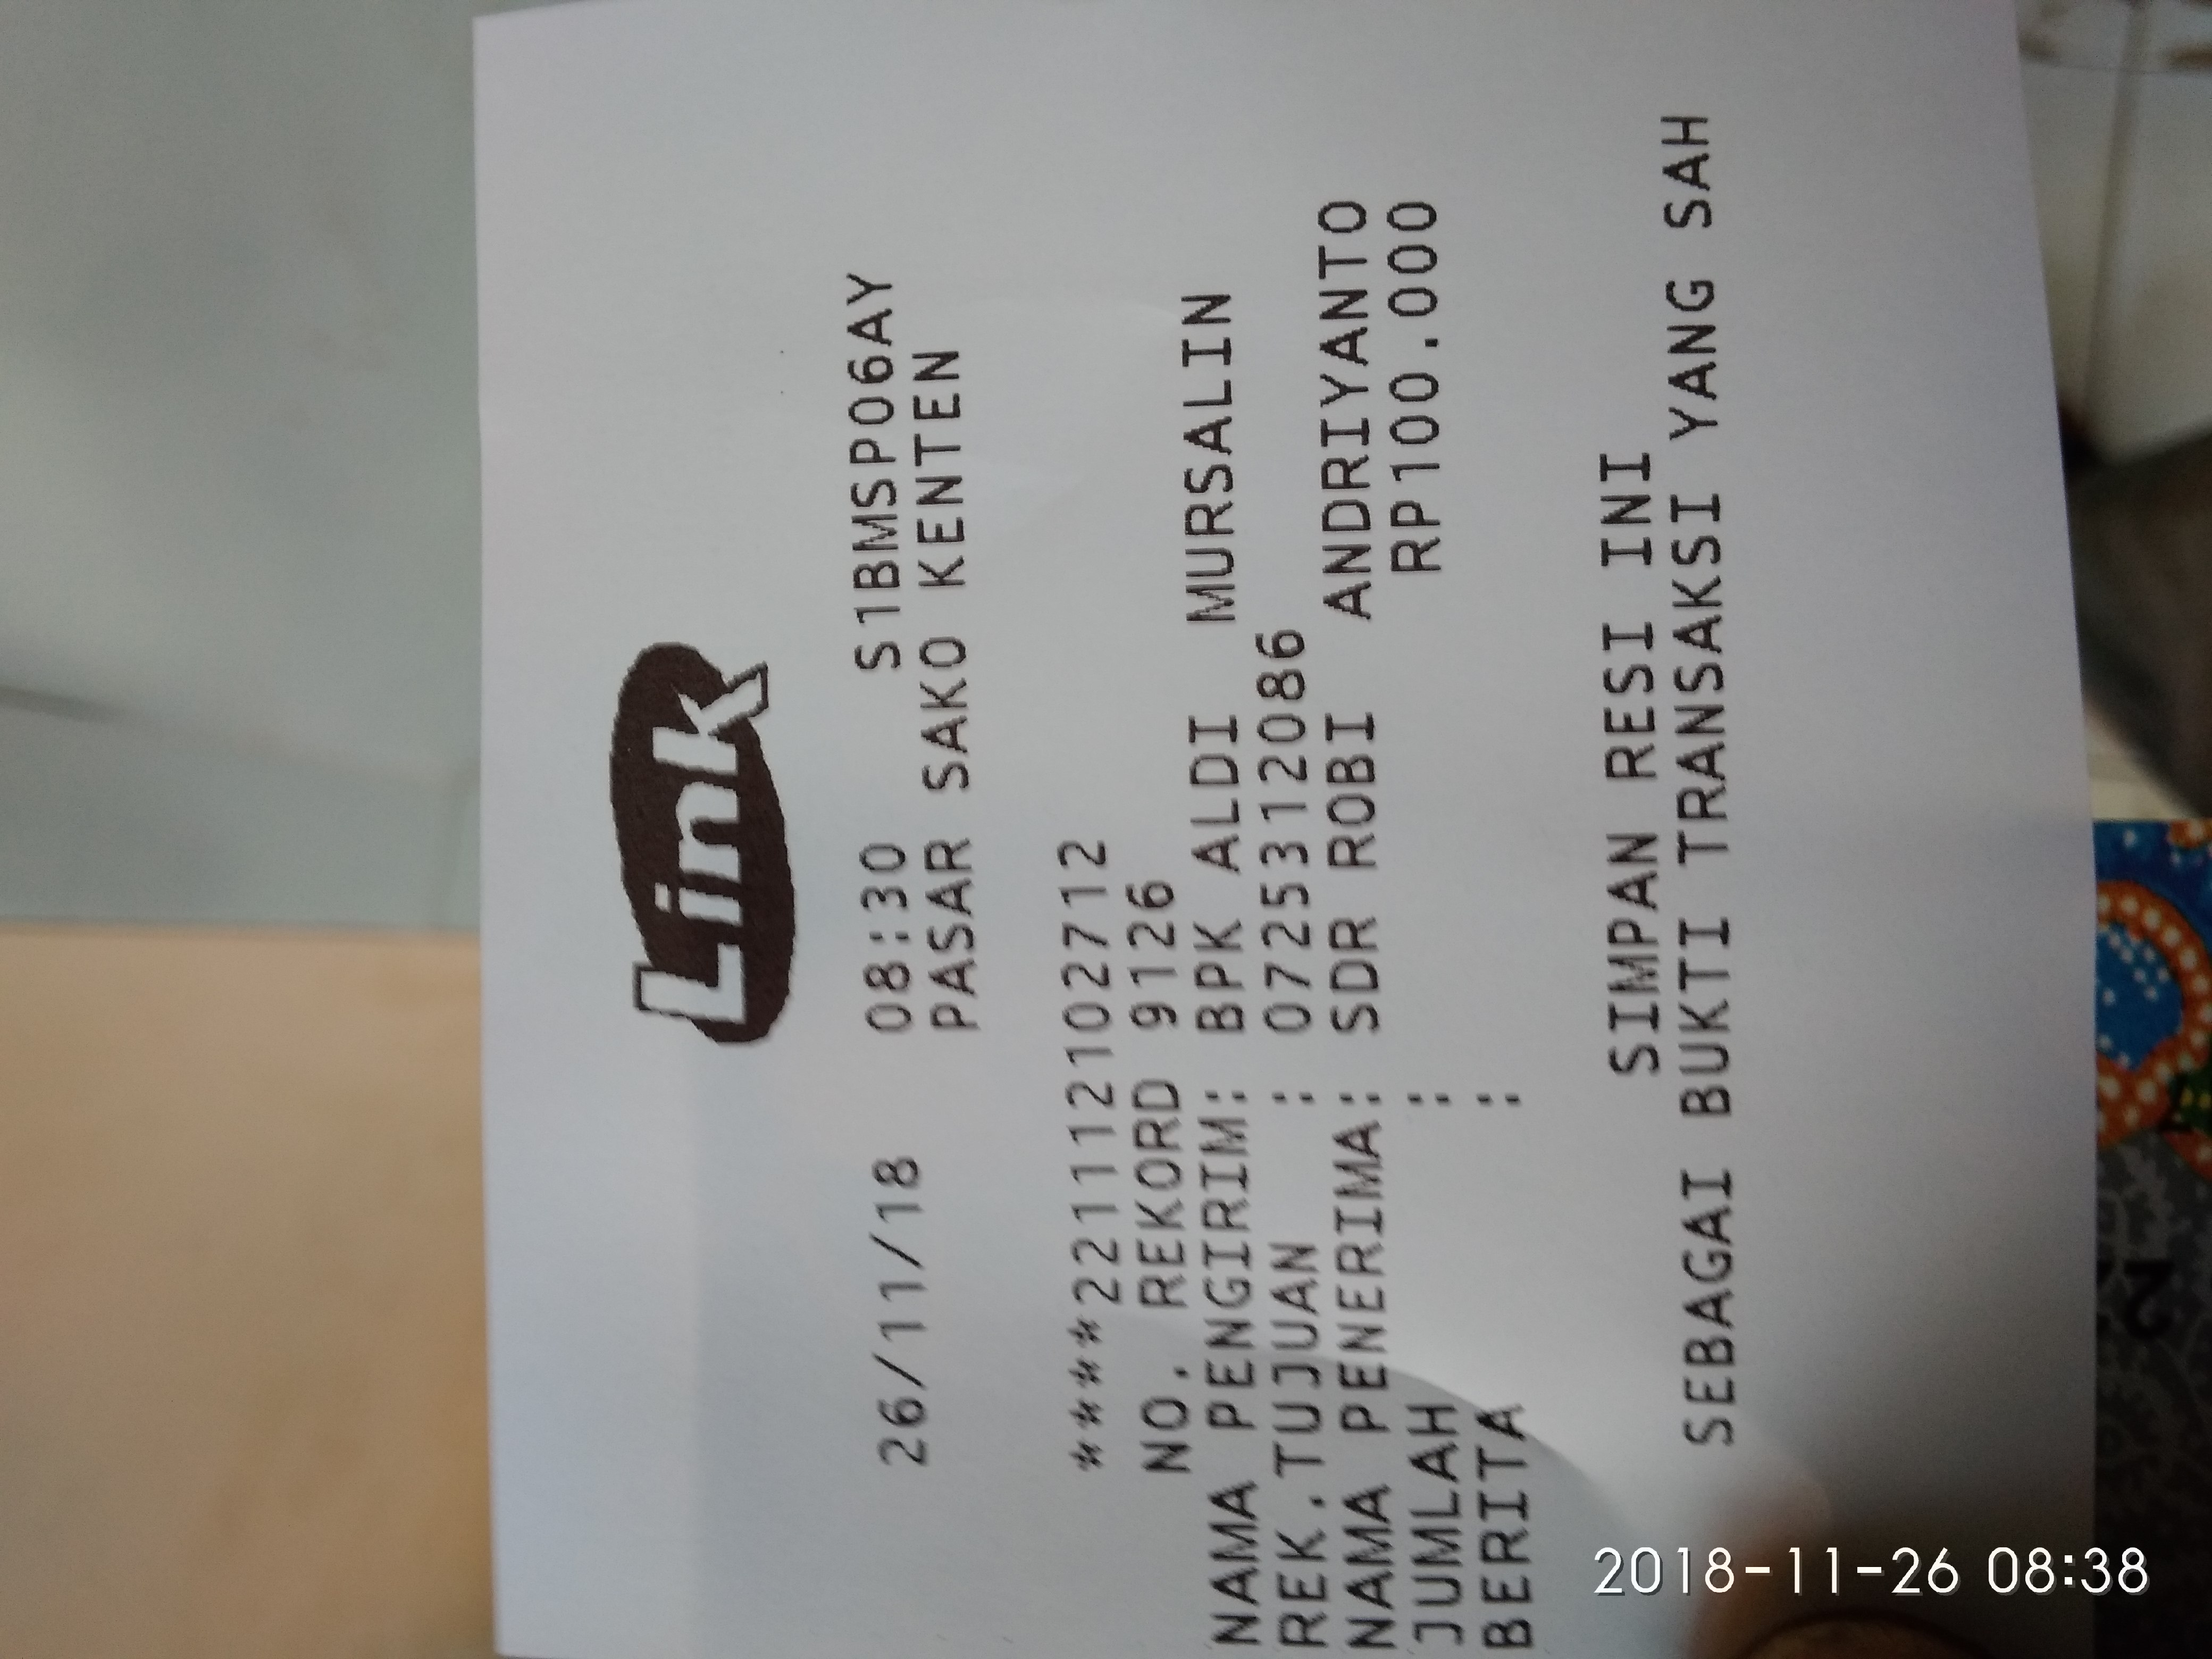 Link
26/11/18 08:30 S1BMSP06AY
PASAR SAKO KENTEN
****221112102712
NO. REKORD 9126
NAMA PENGIRIM: BPK ALDI MURSALIN
REK.TUJUAN : 0725312086
NAMA PENERIMA: SDR ROBI ANDRIYANTO
JUMLAH : RP100.000
BERITA :
SIMPAN RESI INI
SEBAGAI BUKTI TRANSAKSI YANG SAH
2018-11-26 08:38